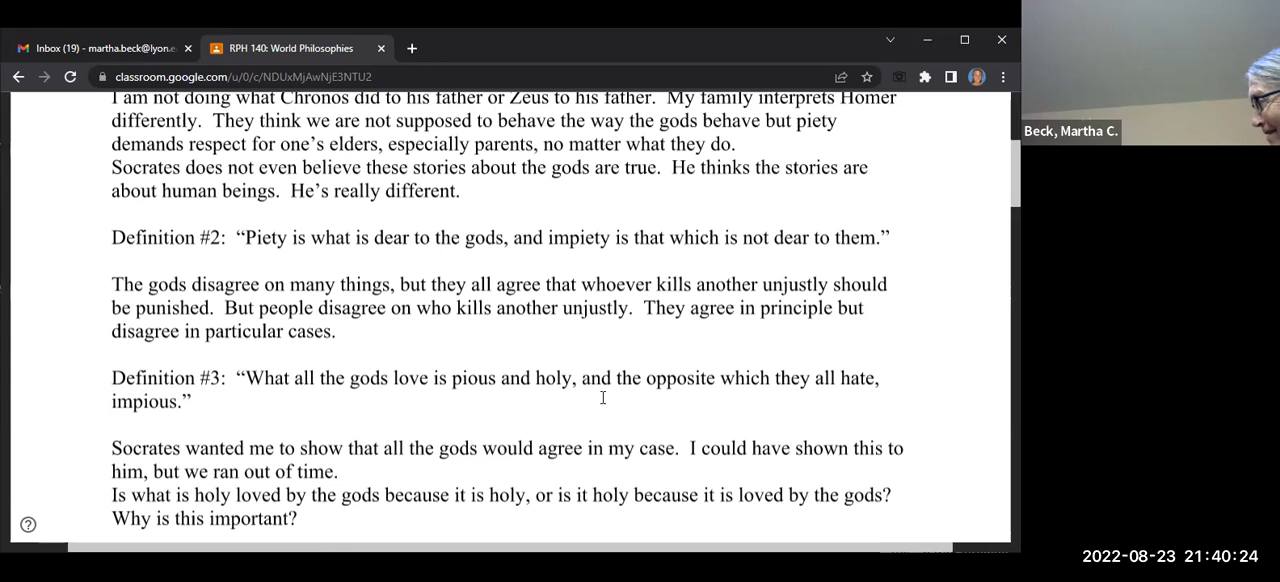 Inbox (19) - martha.beck@lyon.e
RPH 140: World Philosophies
classroom.google.com/u/0/c/NDUxMjAwNjE3NTU2
I am not doing what Chronos did to his father or Zeus to his father. My family interprets Homer
differently. They think we are not supposed to behave the way the gods behave but piety
demands respect for one’s elders, especially parents, no matter what they do.
Socrates does not even believe these stories about the gods are true. He thinks the stories are
about human beings. He’s really different.
Definition #2: “Piety is what is dear to the gods, and impiety is that which is not dear to them.”
The gods disagree on many things, but they all agree that whoever kills another unjustly should
be punished. But people disagree on who kills another unjustly. They agree in principle but
disagree in particular cases.
Definition #3: “What all the gods love is pious and holy, and the opposite which they all hate,
impious.”
Socrates wanted me to show that all the gods would agree in my case. I could have shown this to
him, but we ran out of time.
Is what is holy loved by the gods because it is holy, or is it holy because it is loved by the gods?
Why is this important?
Beck, Martha C.
2022-08-23 21:40:24